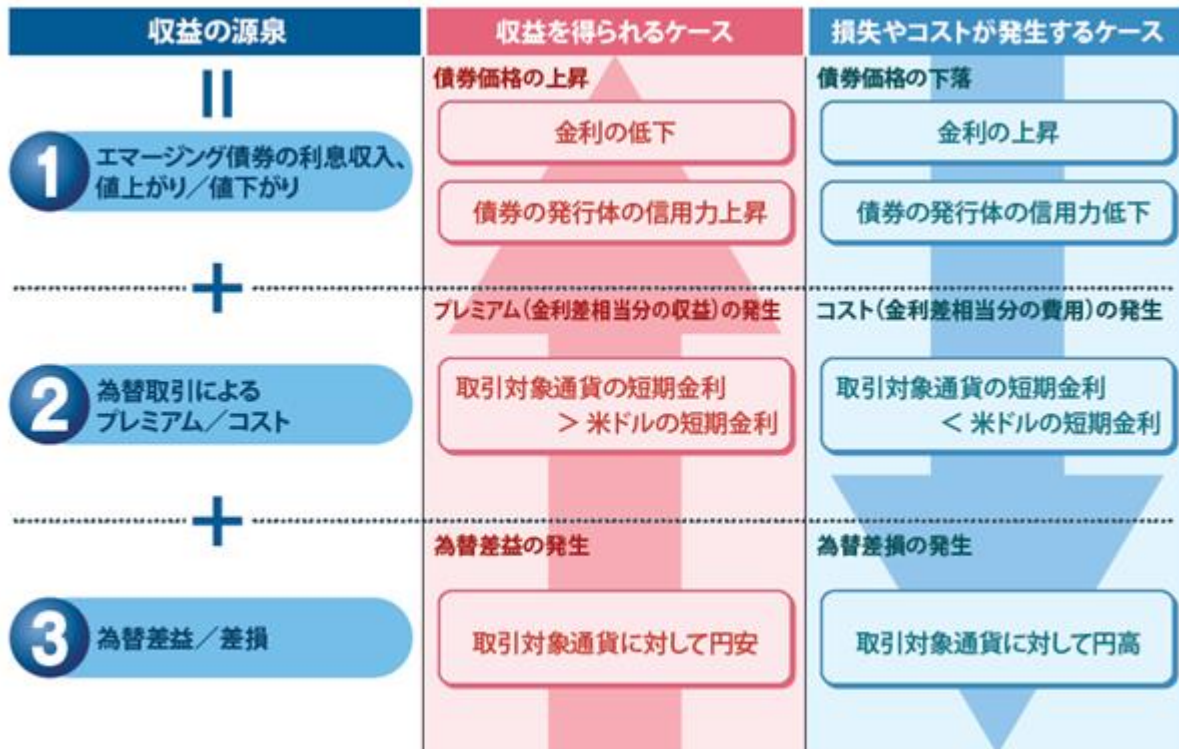 収益の源泉
収益を得られるケース
損失やコストが発生するケース
=
1
エマージング債券の利息収入、
値上がり／値下がり
債券価格の上昇
金利の低下
債券の発行体の信用力上昇
債券価格の下落
金利の上昇
債券の発行体の信用力低下
+
2
為替取引による
プレミアム／コスト
プレミアム(金利差相当分の収益)の発生
取引対象通貨の短期金利
＞ 米ドルの短期金利
コスト(金利差相当分の費用)の発生
取引対象通貨の短期金利
＜ 米ドルの短期金利
+
3
為替差益／差損
為替差益の発生
取引対象通貨に対して円安
為替差損の発生
取引対象通貨に対して円高